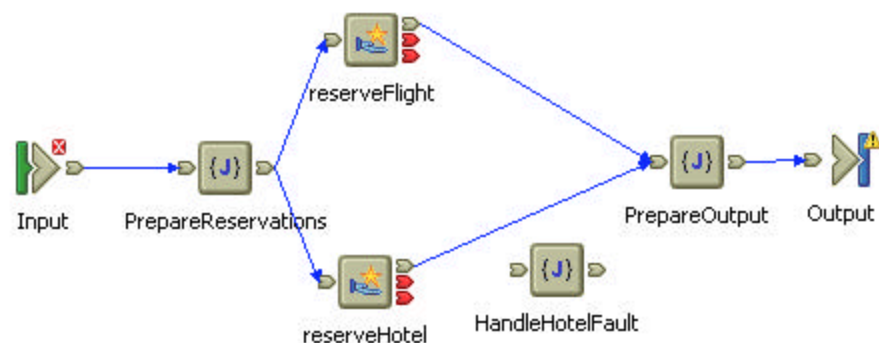 reserveFlight
{J}
{J}
Input
PrepareReservations
PrepareOutput
Output
{J}
reserveHotel
HandleHotelFault